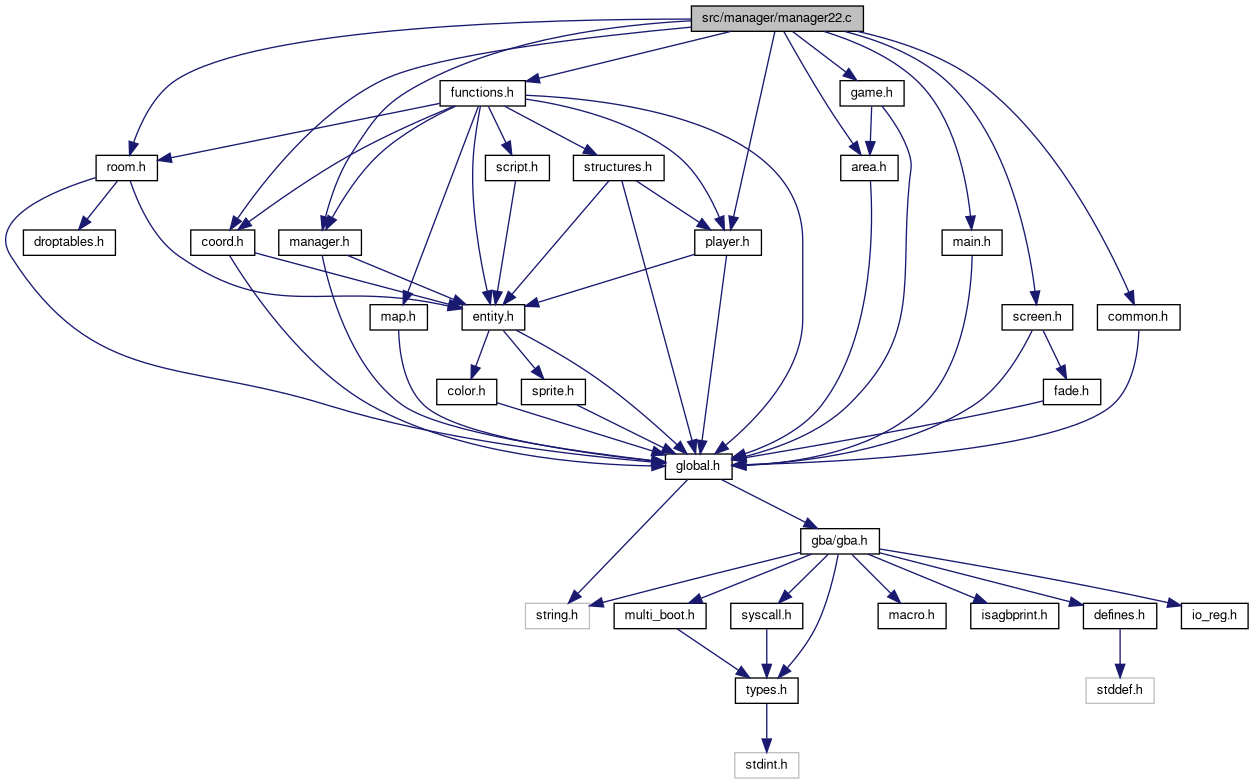 src/manager/manager22.c
functions.h
game.h
room.h
script.h
structures.h
area.h
droptables.h
coord.h
manager.h
player.h
main.h
map.h
entity.h
screen.h
common.h
color.h
sprite.h
fade.h
global.h
gba/gba.h
string.h
multi_boot.h
syscall.h
macro.h
isagbprint.h
defines.h
io_reg.h
types.h
stddef.h
stdint.h